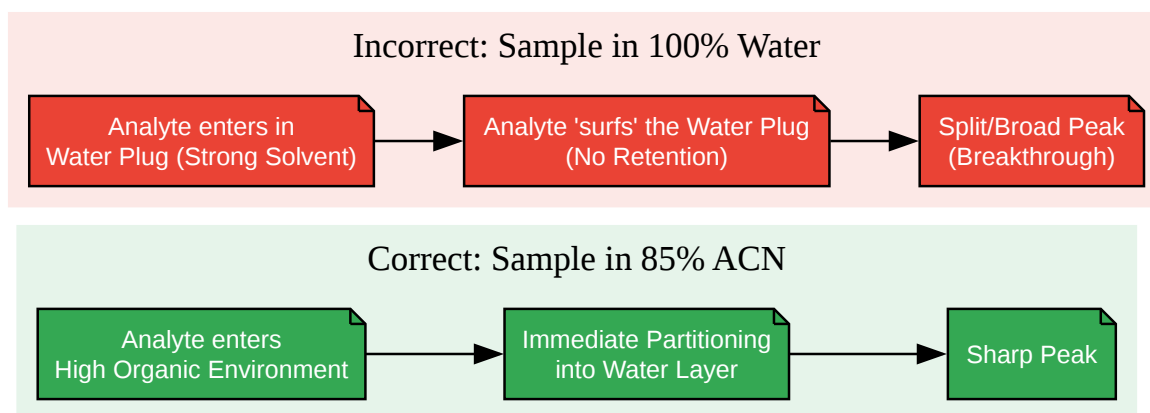 Incorrect: Sample in 100% Water
Analyte enters in
Water Plug (Strong Solvent)
Analyte 'surfs' the Water Plug
(No Retention)
Split/Broad Peak
(Breakthrough)
Correct: Sample in 85% ACN
Analyte enters
High Organic Environment
Immediate Partitioning
into Water Layer
Sharp Peak